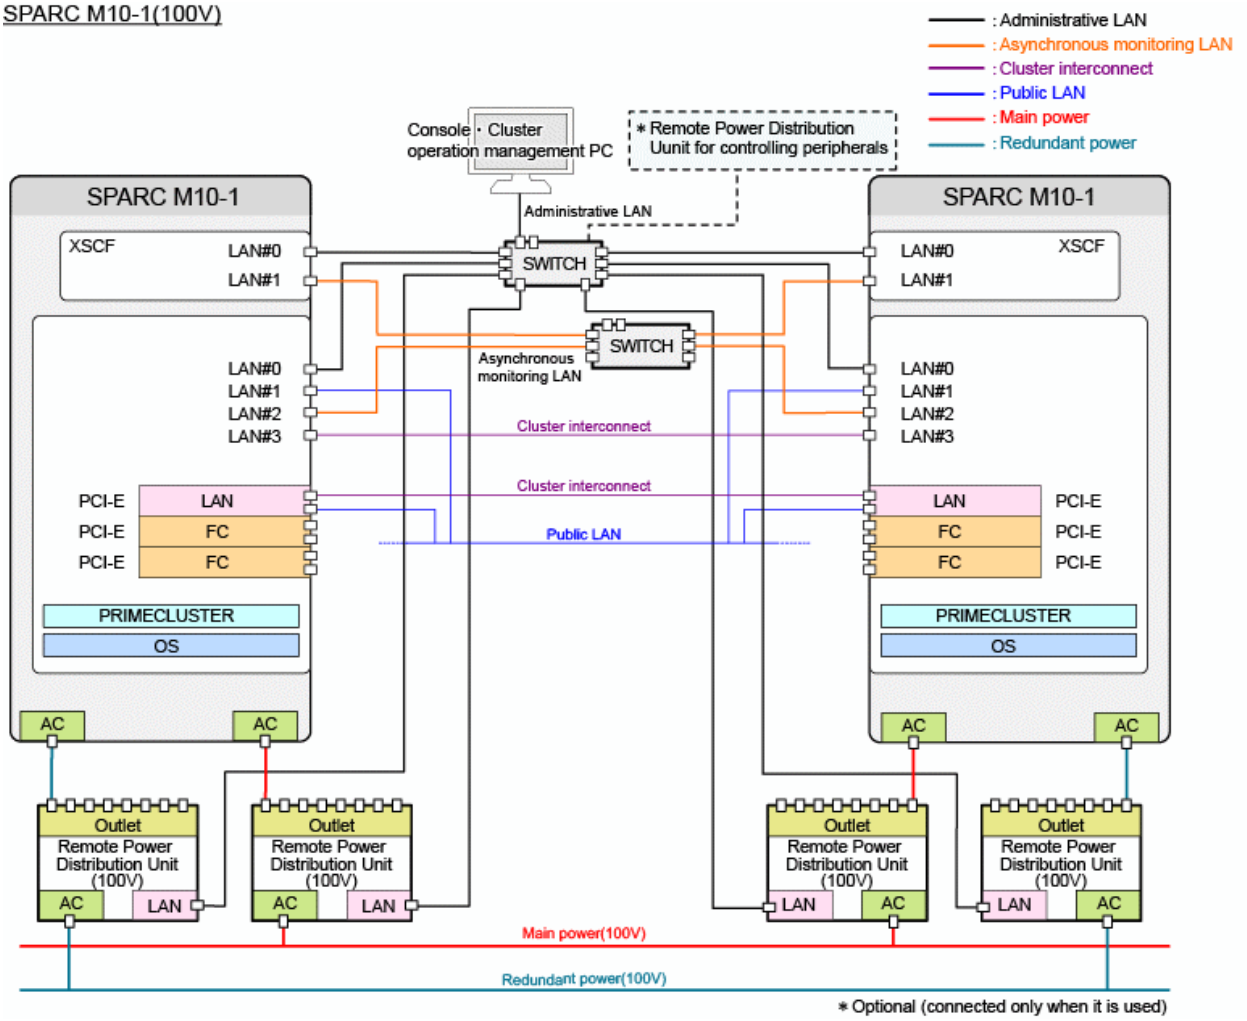 SPARC M10-1(100V)
: Administrative LAN
: Asynchronous monitoring LAN
: Cluster interconnect
: Public LAN
: Main power
: Redundant power
Console・Cluster
operation management PC
* Remote Power Distribution
Uunit for controlling peripherals
Administrative LAN
SPARC M10-1
XSCF
LAN#0
LAN#1
SWITCH
SPARC M10-1
LAN#0
XSCF
LAN#1
SWITCH
Asynchronous
monitoring LAN
LAN#0
LAN#1
LAN#2
LAN#3
LAN#0
LAN#1
LAN#2
LAN#3
Cluster interconnect
Cluster interconnect
Public LAN
PCI-E
LAN
PCI-E
FC
PCI-E
FC
LAN
PCI-E
FC
PCI-E
FC
PCI-E
PRIMECLUSTER
OS
PRIMECLUSTER
OS
AC
AC
AC
AC
Outlet
Remote Power
Distribution Unit
(100V)
AC
LAN
Outlet
Remote Power
Distribution Unit
(100V)
AC
LAN
Outlet
Remote Power
Distribution Unit
(100V)
LAN
AC
Outlet
Remote Power
Distribution Unit
(100V)
LAN
AC
Main power(100V)
Redundant power(100V)
* Optional (connected only when it is used)